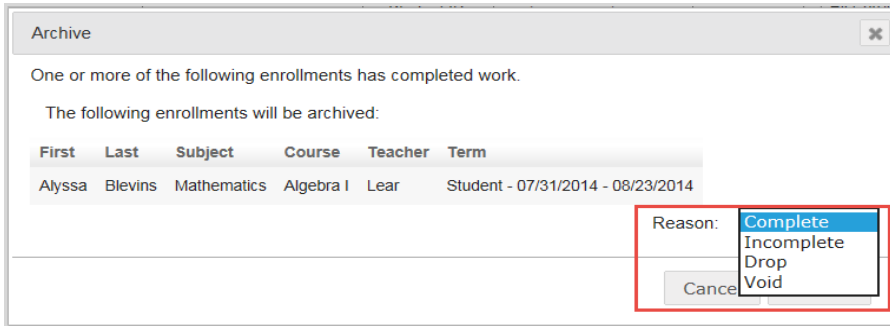 Archive
One or more of the following enrollments has completed work.
The following enrollments will be archived:
First Last Subject Course Teacher Term
Alyssa Blevins Mathematics Algebra I Lear Student - 07/31/2014 - 08/23/2014
Reason: Complete
Incomplete
Drop
Void
Cance